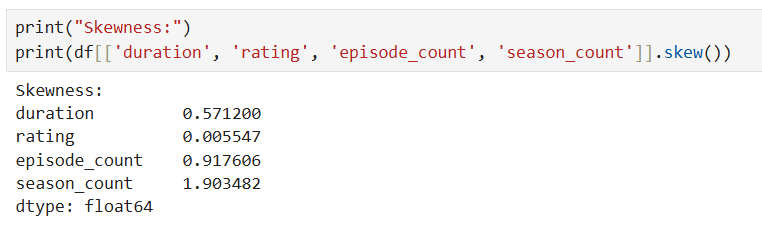 print("Skewness:")
print(df[['duration', 'rating', 'episode_count', 'season_count']].skew())
Skewness:
duration 0.571200
rating 0.005547
episode_count 0.917606
season_count 1.903482
dtype: float64